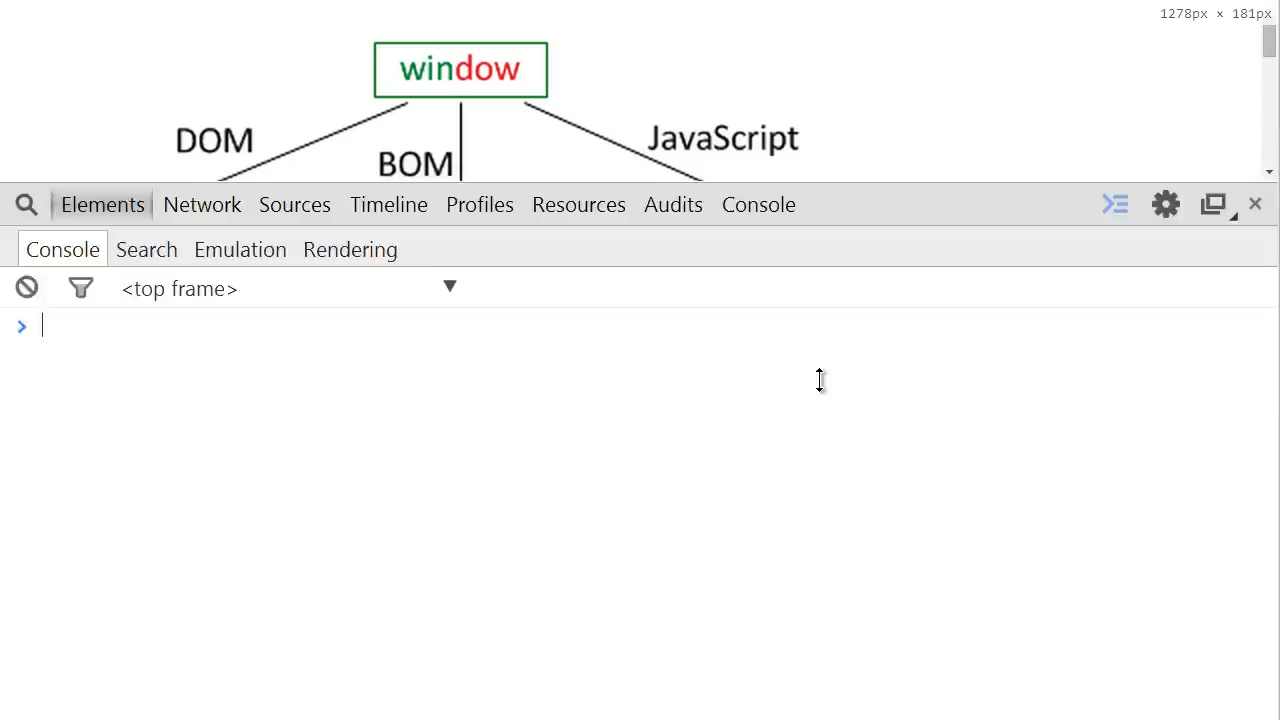 1278px × 181px
window
DOM
BOM
JavaScript
Elements Network Sources Timeline Profiles Resources Audits Console
Console Search Emulation Rendering
<top frame>